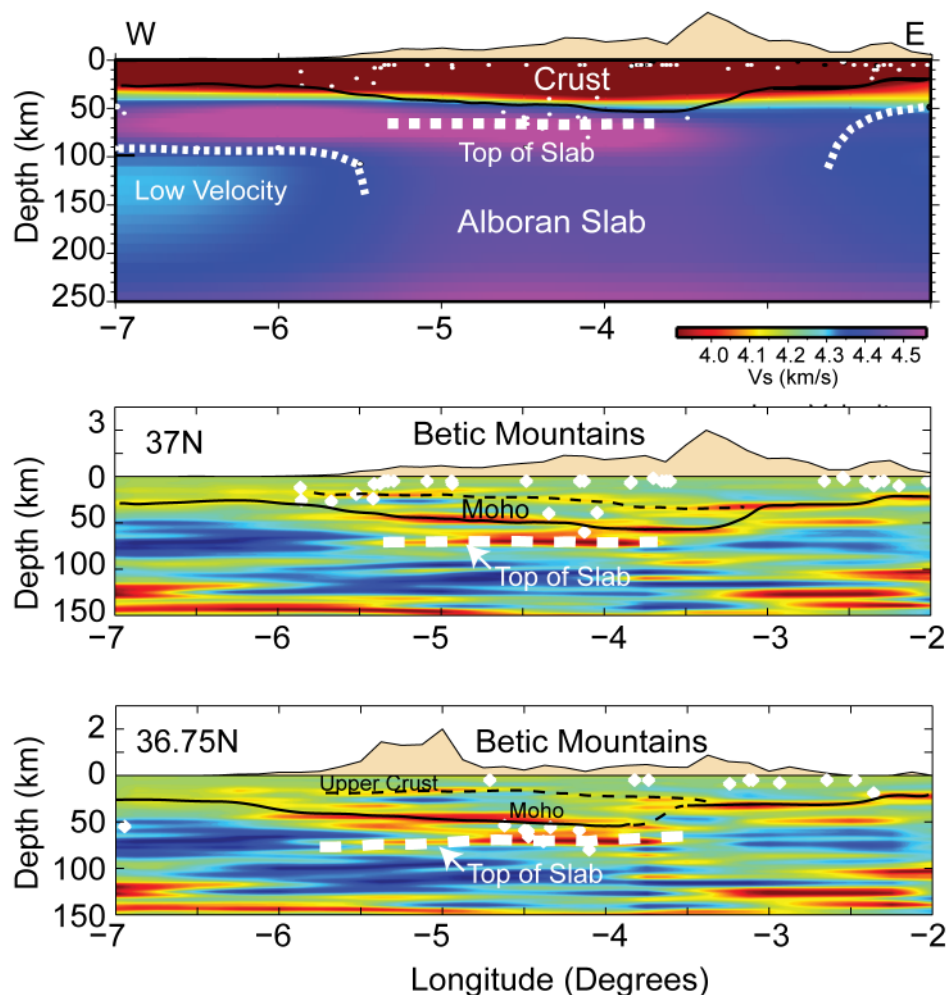 W
E
0
50
100
150
200
250
Depth (km)
Crust
Top of Slab
Low Velocity
Alboran Slab
−7
−6
−5
−4
4.0 4.1 4.2 4.3 4.4 4.5
Vs (km/s)
3
0
50
100
150
Depth (km)
37N
Betic Mountains
Moho
Top of Slab
−7 −6 −5 −4 −3 −2
2
0
50
100
150
Depth (km)
36.75N
Betic Mountains
Upper Crust
Moho
Top of Slab
−7 −6 −5 −4 −3 −2
Longitude (Degrees)